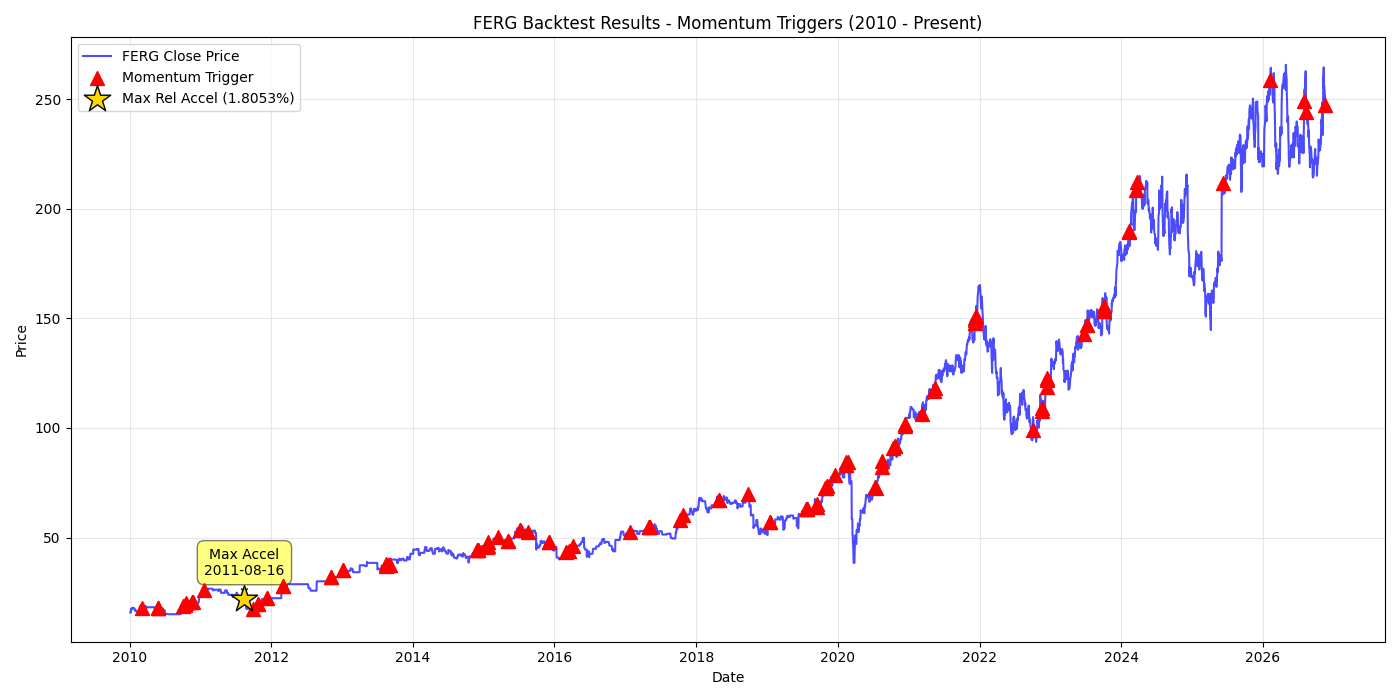 FERG Backtest Results - Momentum Triggers (2010 - Present)
FERG Close Price
Momentum Trigger
Max Rel Accel (1.8053%)
250
200
150
100
50
Price
Max Accel
2011-08-16
2010 2012 2014 2016 2018 2020 2022 2024 2026
Date